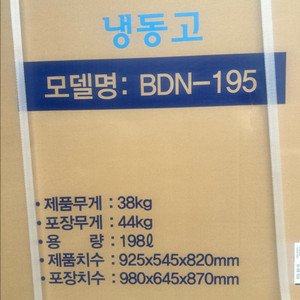 냉동고
모델명: BDN-195
• 제품무게 : 38kg
• 포장무게 : 44kg
• 용 량 : 198ℓ
• 제품치수 : 925x545x820mm
• 포장치수 : 980x645x870mm